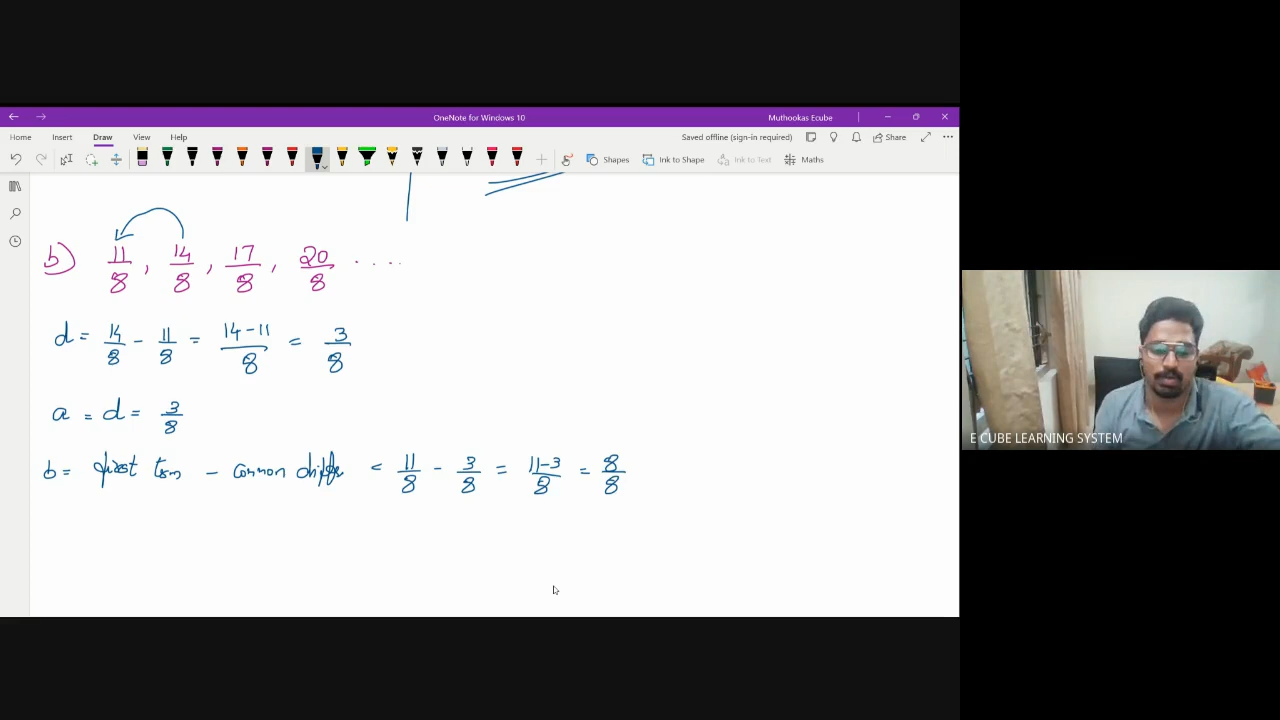 OneNote for Windows 10
Muthookas Ecube
Home Insert Draw View Help
Saved offline (sign-in required) Share
Shapes Ink to Shape Ink to Text Maths
b) 11/8, 14/8, 17/8, 20/8 ....
d = 14/8 - 11/8 = 14-11/8 = 3/8
a = d = 3/8
b = first term - common diffe = 11/8 - 3/8 = 11-3/8 = 8/8
E CUBE LEARNING SYSTEM